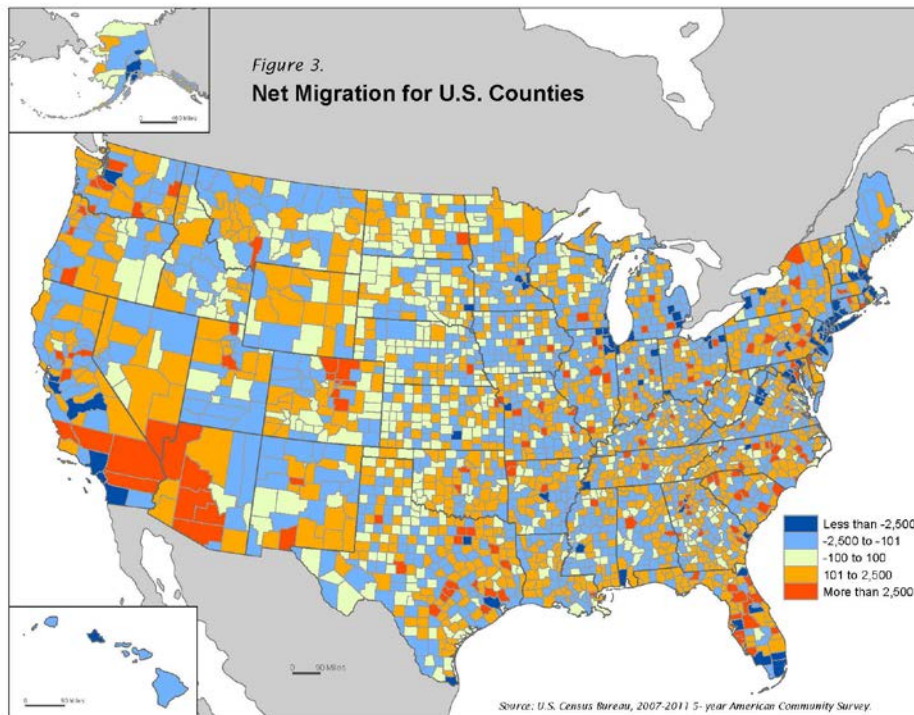 Figure 3.
Net Migration for U.S. Counties
Less than -2,500
-2,500 to -101
-100 to 100
101 to 2,500
More than 2,500
Source: U.S. Census Bureau, 2007-2011 5- year American Community Survey.